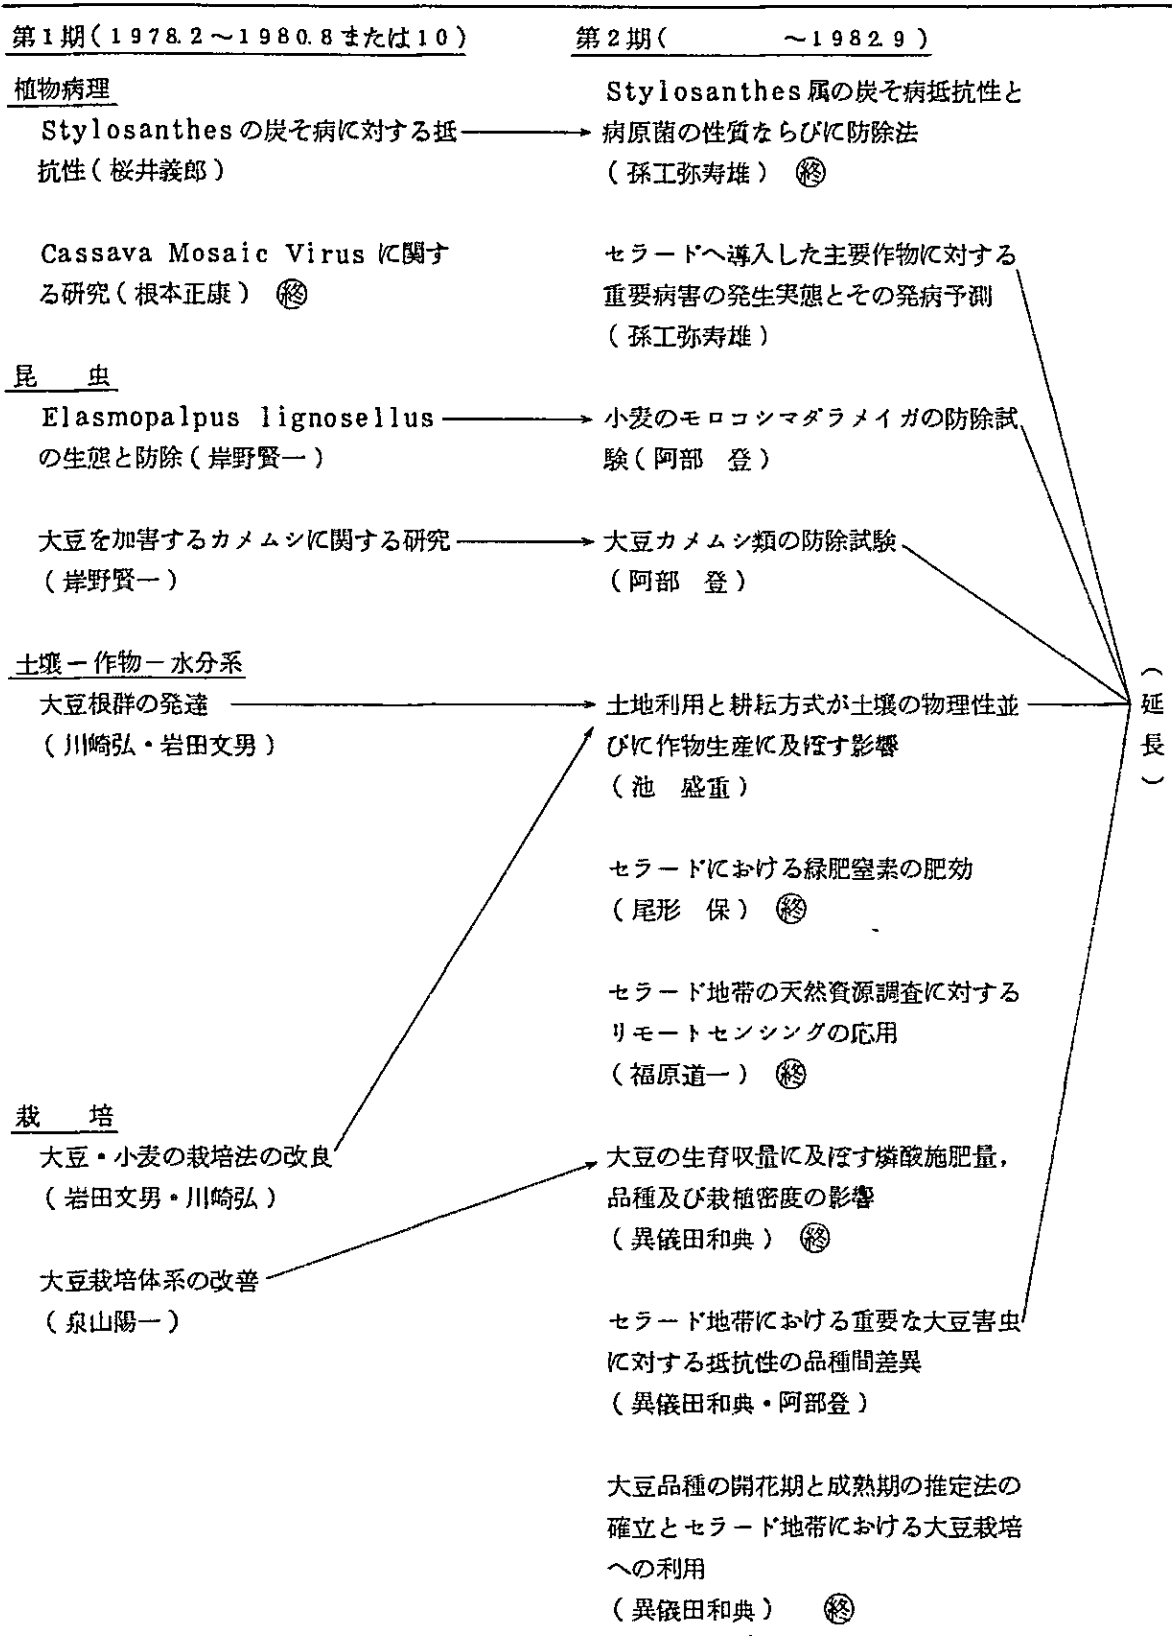 第1期(1978.2～1980.8または10)
第2期(　　　～1982.9)
植物病理
Stylosanthesの炭そ病に対する抵
抗性(桜井義郎)
Stylosanthes属の炭そ病抵抗性と
病原菌の性質ならびに防除法
(孫工弥寿雄) ㊡
Cassava Mosaic Virusに関す
る研究(根本正康) ㊡
セラードへ導入した主要作物に対する
重要病害の発生実態とその発病予測
(孫工弥寿雄)
昆　虫
Elasmopalpus lignosellus
の生態と防除(岸野賢一)
小麦のモロコシマダラメイガの防除試
験(阿部　登)
大豆を加害するカメムシに関する研究
(岸野賢一)
大豆カメムシ類の防除試験
(阿部　登)
土壌－作物－水分系
大豆根群の発達
(川崎弘・岩田文男)
土地利用と耕耘方式が土壌の物理性並
びに作物生産に及ぼす影響
(池　盛重)
セラードにおける緑肥窒素の肥効
(尾形　保) 終
セラード地帯の天然資源調査に対する
リモートセンシングの応用
(福原道一) 終
栽　培
大豆・小麦の栽培法の改良
(岩田文男・川崎弘)
大豆栽培体系の改善
(泉山陽一)
大豆の生育収量に及ぼす燐酸施肥量，
品種及び栽植密度の影響
(異儀田和典) 終
セラード地帯における重要な大豆害虫
に対する抵抗性の品種間差異
(異儀田和典・阿部登)
大豆品種の開花期と成熟期の推定法の
確立とセラード地帯における大豆栽培
への利用
(異儀田和典) 終
(延長)